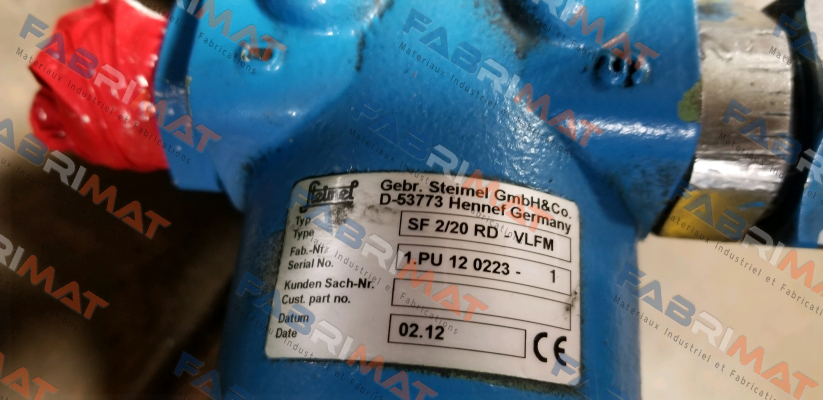 Steimel
Gebr. Steimel GmbH&Co.
D-53773 Hennef Germany
Typ
Type
SF 2/20 RD - VLFM
Fab.-Nr.
Serial No.
1.PU 12 0223 - 1
Kunden Sach-Nr.
Cust. part no.
Datum
Date
02.12
CE
FABRIMAT
Materiaux Industriel et Fabrications